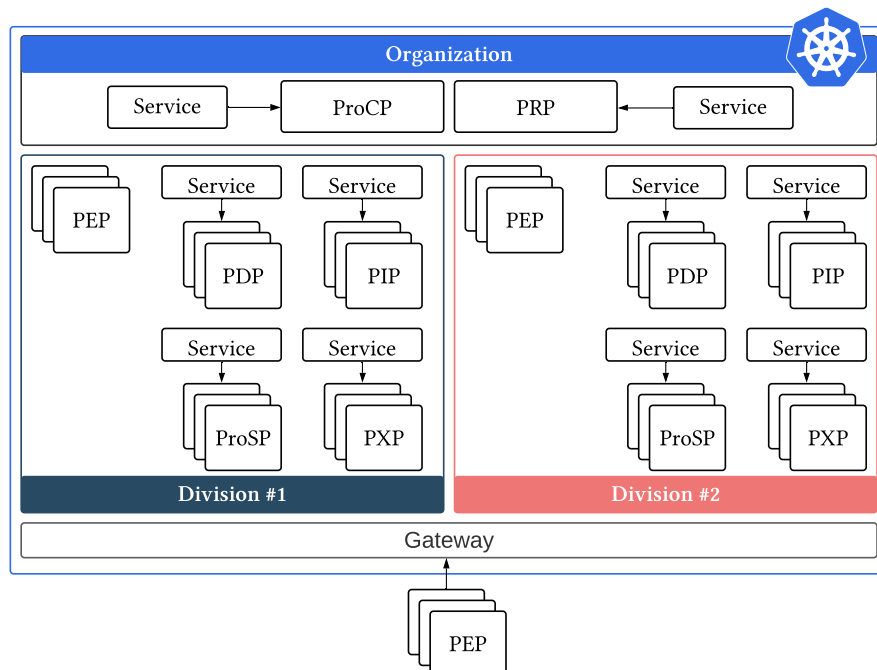 Organization
Service ProCP PRP Service
PEP Service Service
PDP PIP
Service Service
ProSP PXP
Division #1
PEP Service Service
PDP PIP
Service Service
ProSP PXP
Division #2
Gateway
PEP